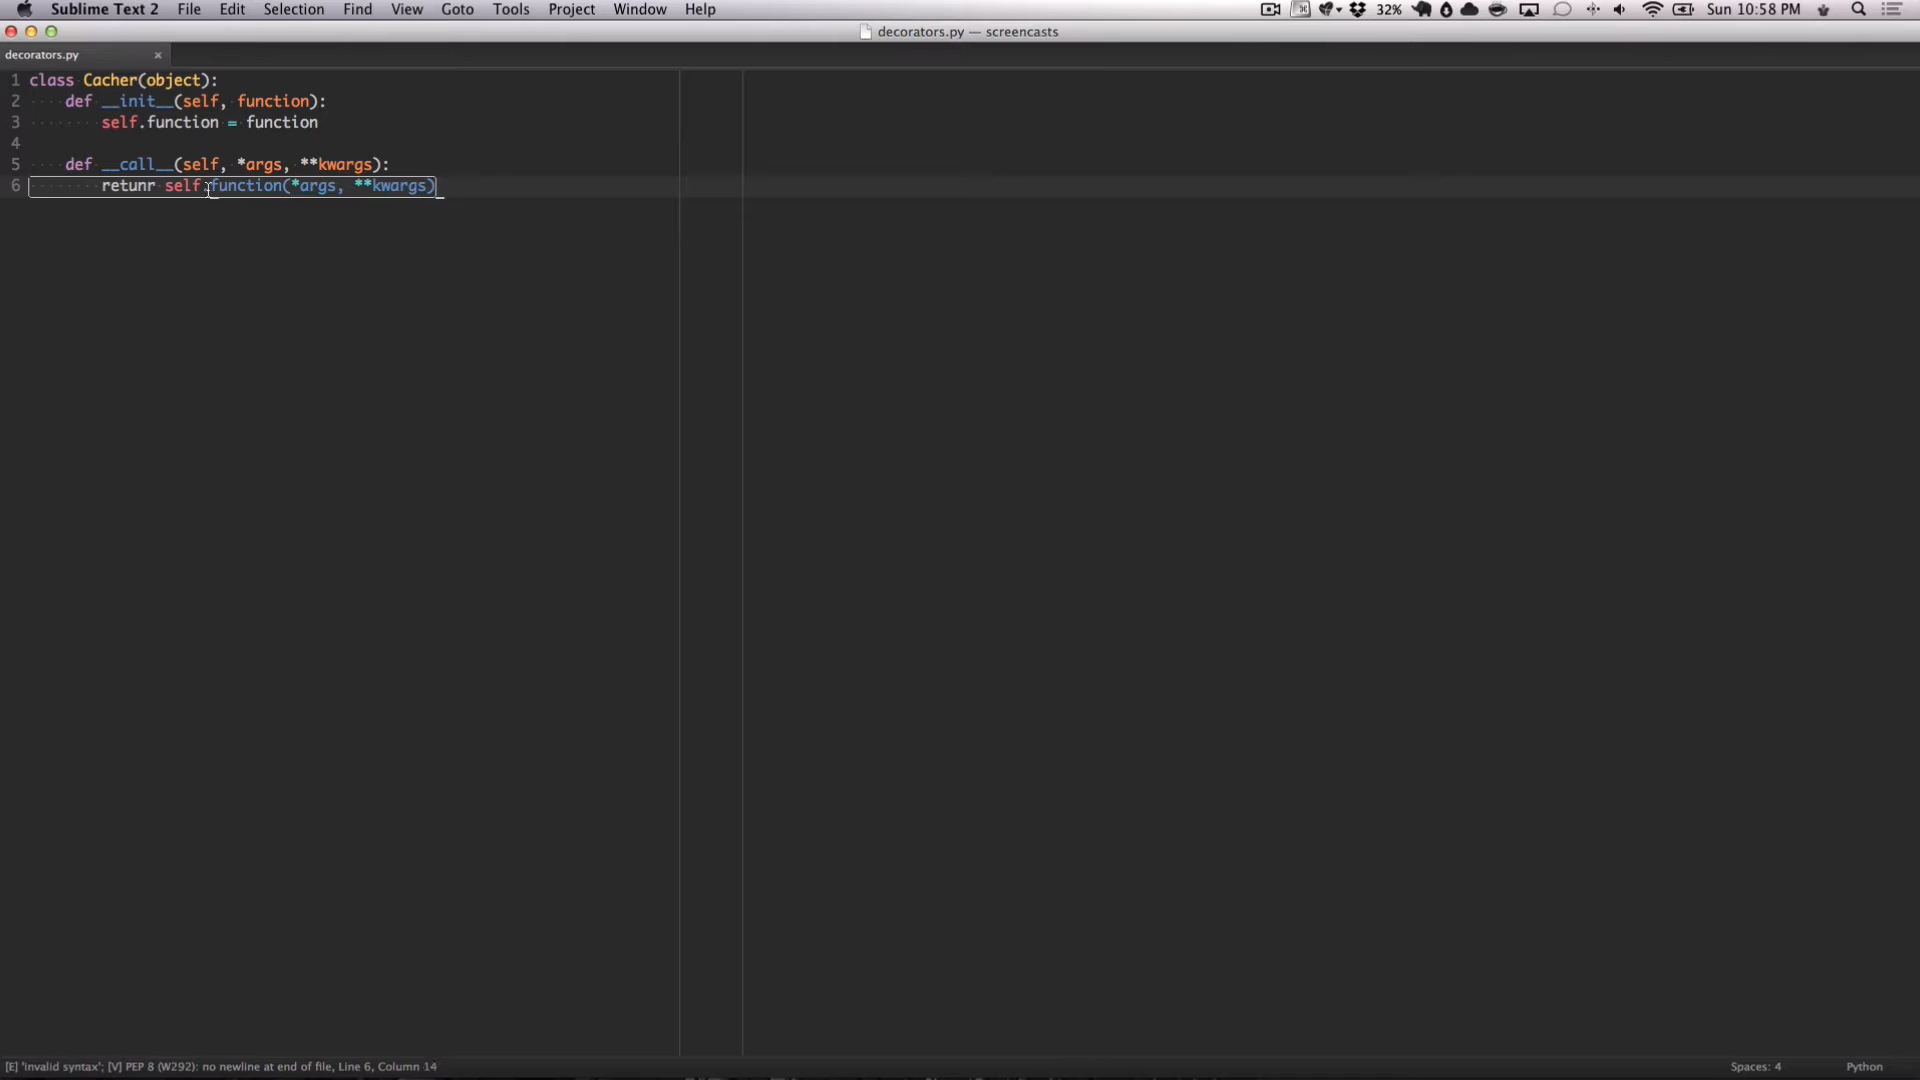 Sublime Text 2 File Edit Selection Find View Goto Tools Project Window Help 32% Sun 10:58 PM
decorators.py — screencasts
decorators.py ×
1 class Cacher(object):
2 def __init__(self, function):
3 self.function = function
4
5 def __call__(self, *args, **kwargs):
6 retunr self.function(*args, **kwargs)
[E] 'invalid syntax'; [V] PEP 8 (W292): no newline at end of file, Line 6, Column 14 Spaces: 4 Python